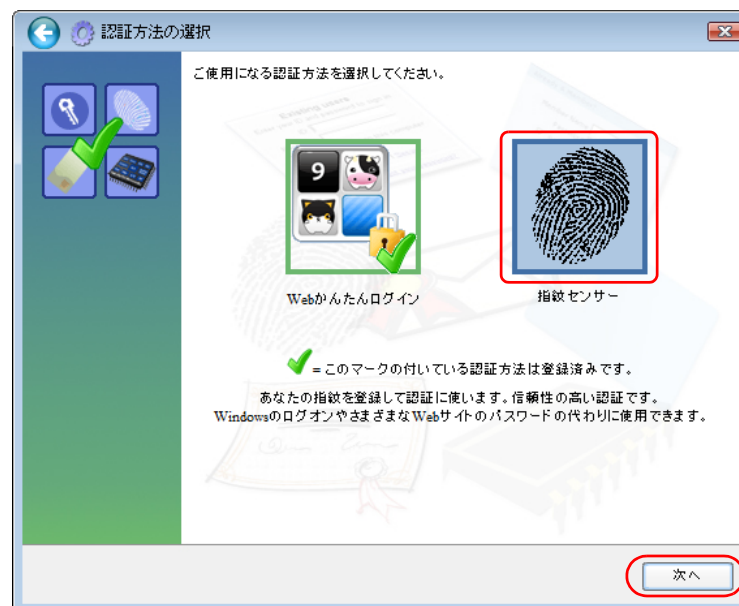 認証方法の選択
ご使用になる認証方法を選択してください。
9
Webかんたんログイン
指紋センサー
= このマークの付いている認証方法は登録済みです。
あなたの指紋を登録して認証に使います。信頼性の高い認証です。
WindowsのログオンやさまざまなWebサイトのパスワードの代わりに使用できます。
次へ